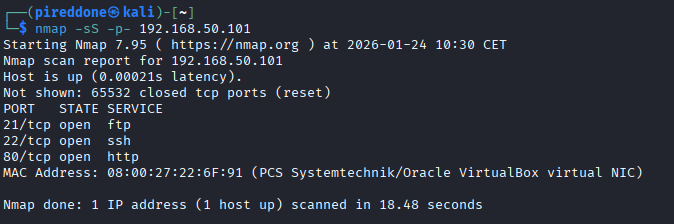 ┌──(pireddone㉿kali)-[~]
└─$ nmap -sS -p- 192.168.50.101
Starting Nmap 7.95 ( https://nmap.org ) at 2026-01-24 10:30 CET
Nmap scan report for 192.168.50.101
Host is up (0.00021s latency).
Not shown: 65532 closed tcp ports (reset)
PORT   STATE SERVICE
21/tcp open  ftp
22/tcp open  ssh
80/tcp open  http
MAC Address: 08:00:27:22:6F:91 (PCS Systemtechnik/Oracle VirtualBox virtual NIC)
Nmap done: 1 IP address (1 host up) scanned in 18.48 seconds